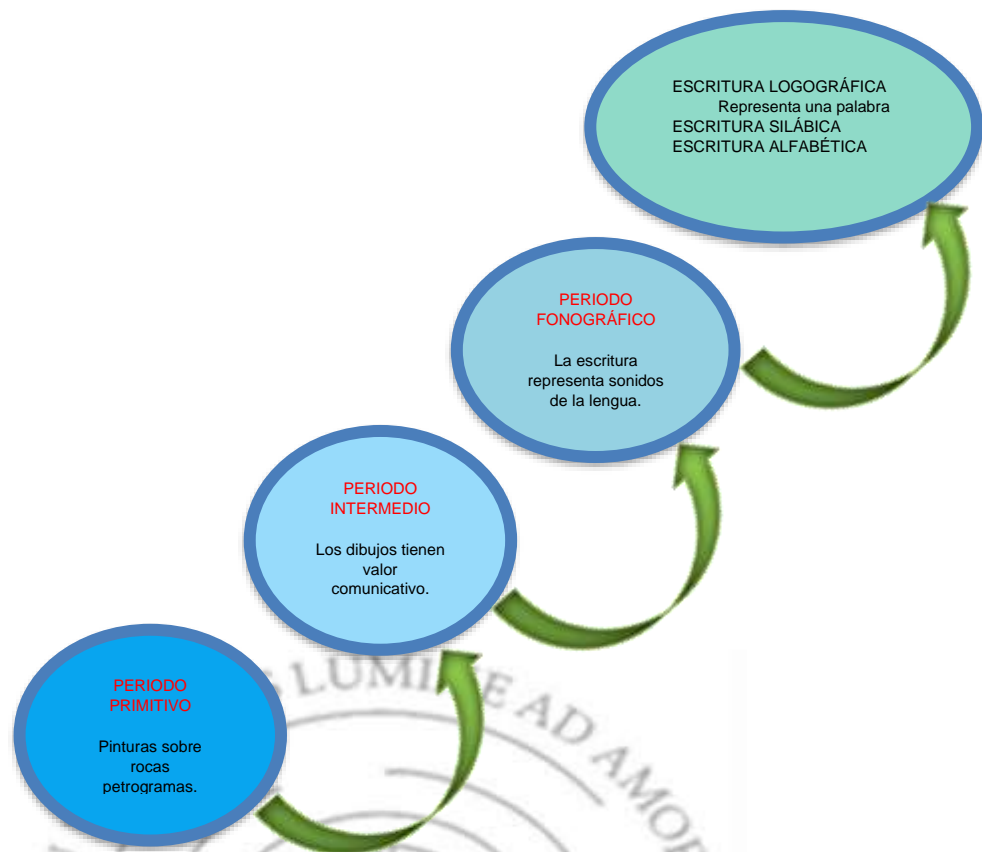 ESCRITURA LOGOGRÁFICA
Representa una palabra
ESCRITURA SILÁBICA
ESCRITURA ALFABÉTICA
PERIODO
FONOGRÁFICO
La escritura
representa sonidos
de la lengua.
PERIODO
INTERMEDIO
Los dibujos tienen
valor
comunicativo.
PERIODO
PRIMITIVO
Pinturas sobre
rocas
petrogramas.
AD